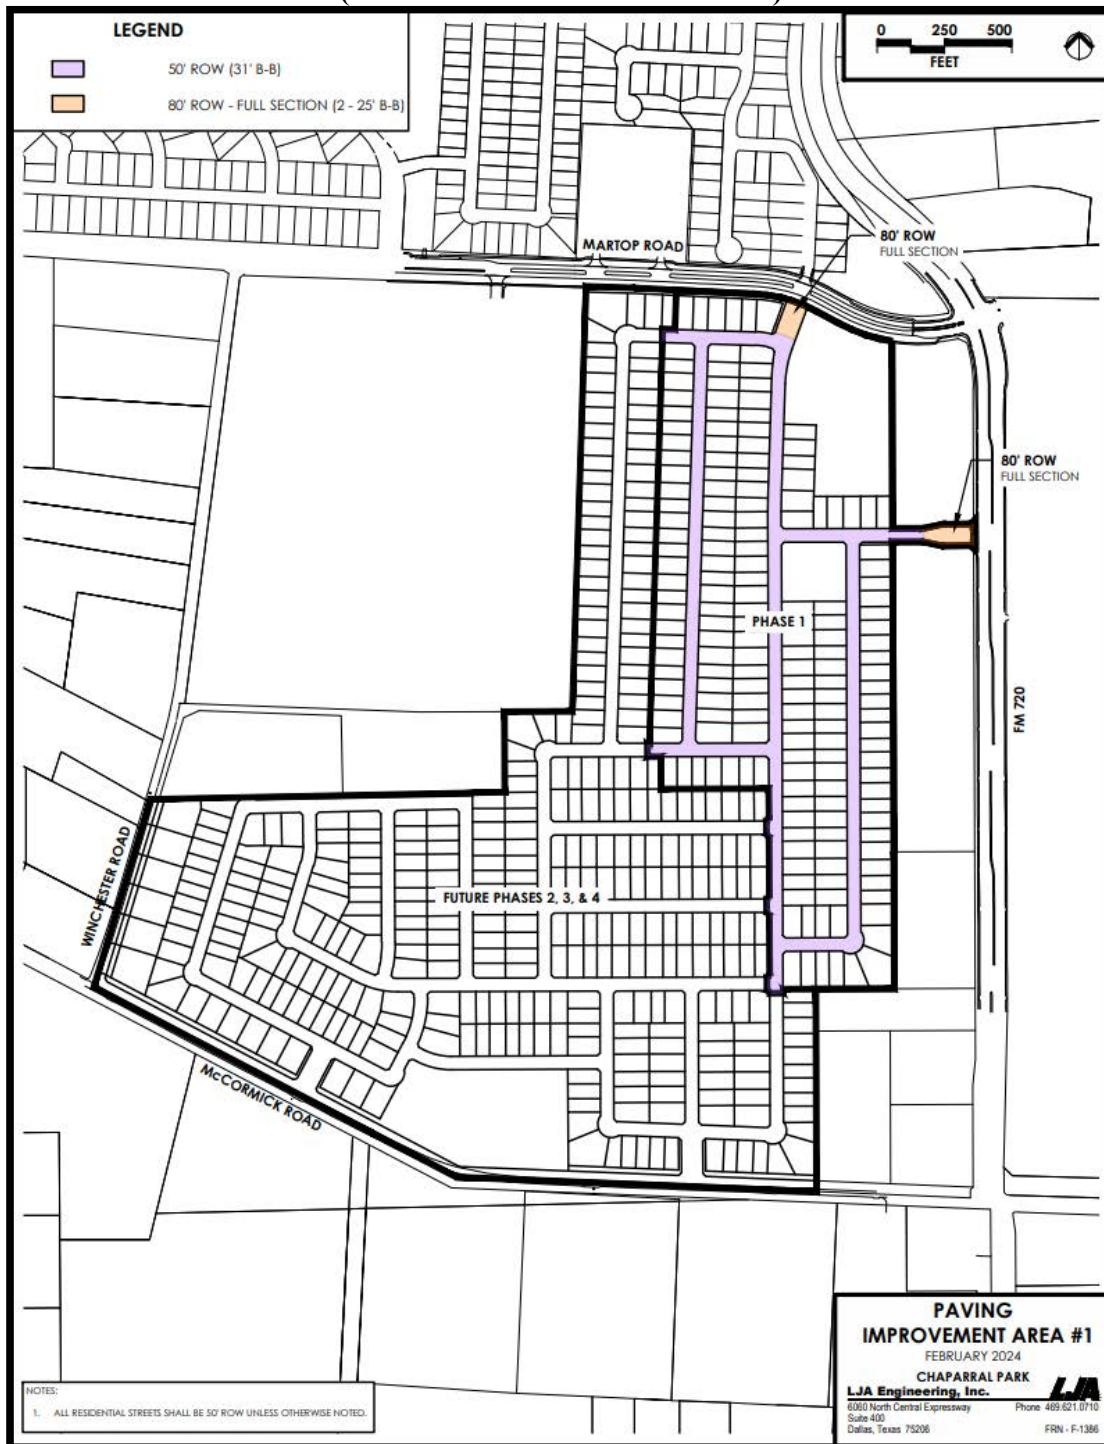 LEGEND
50' ROW (31' B-B)
80' ROW - FULL SECTION (2 - 25' B-B)
0 250 500
FEET
MARTOP ROAD
80' ROW
FULL SECTION
80' ROW
FULL SECTION
PHASE 1
FM 720
WINCHESTER ROAD
FUTURE PHASES 2, 3, & 4
McCORMICK ROAD
NOTES:
1. ALL RESIDENTIAL STREETS SHALL BE 50' ROW UNLESS OTHERWISE NOTED.
PAVING
IMPROVEMENT AREA #1
FEBRUARY 2024
CHAPARRAL PARK
LJA Engineering, Inc.
LJA
6060 North Central Expressway Phone 469.621.0710
Suite 400
Dallas, Texas 75206 FRN - F-1386